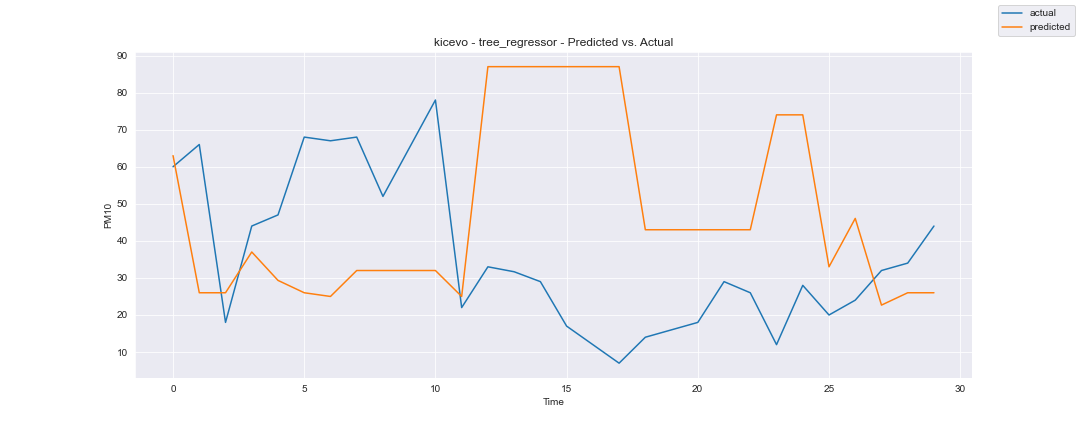 actual
predicted
kicevo - tree_regressor - Predicted vs. Actual
90
80
70
60
50
40
30
20
10
PM10
0 5 10 15 20 25 30
Time